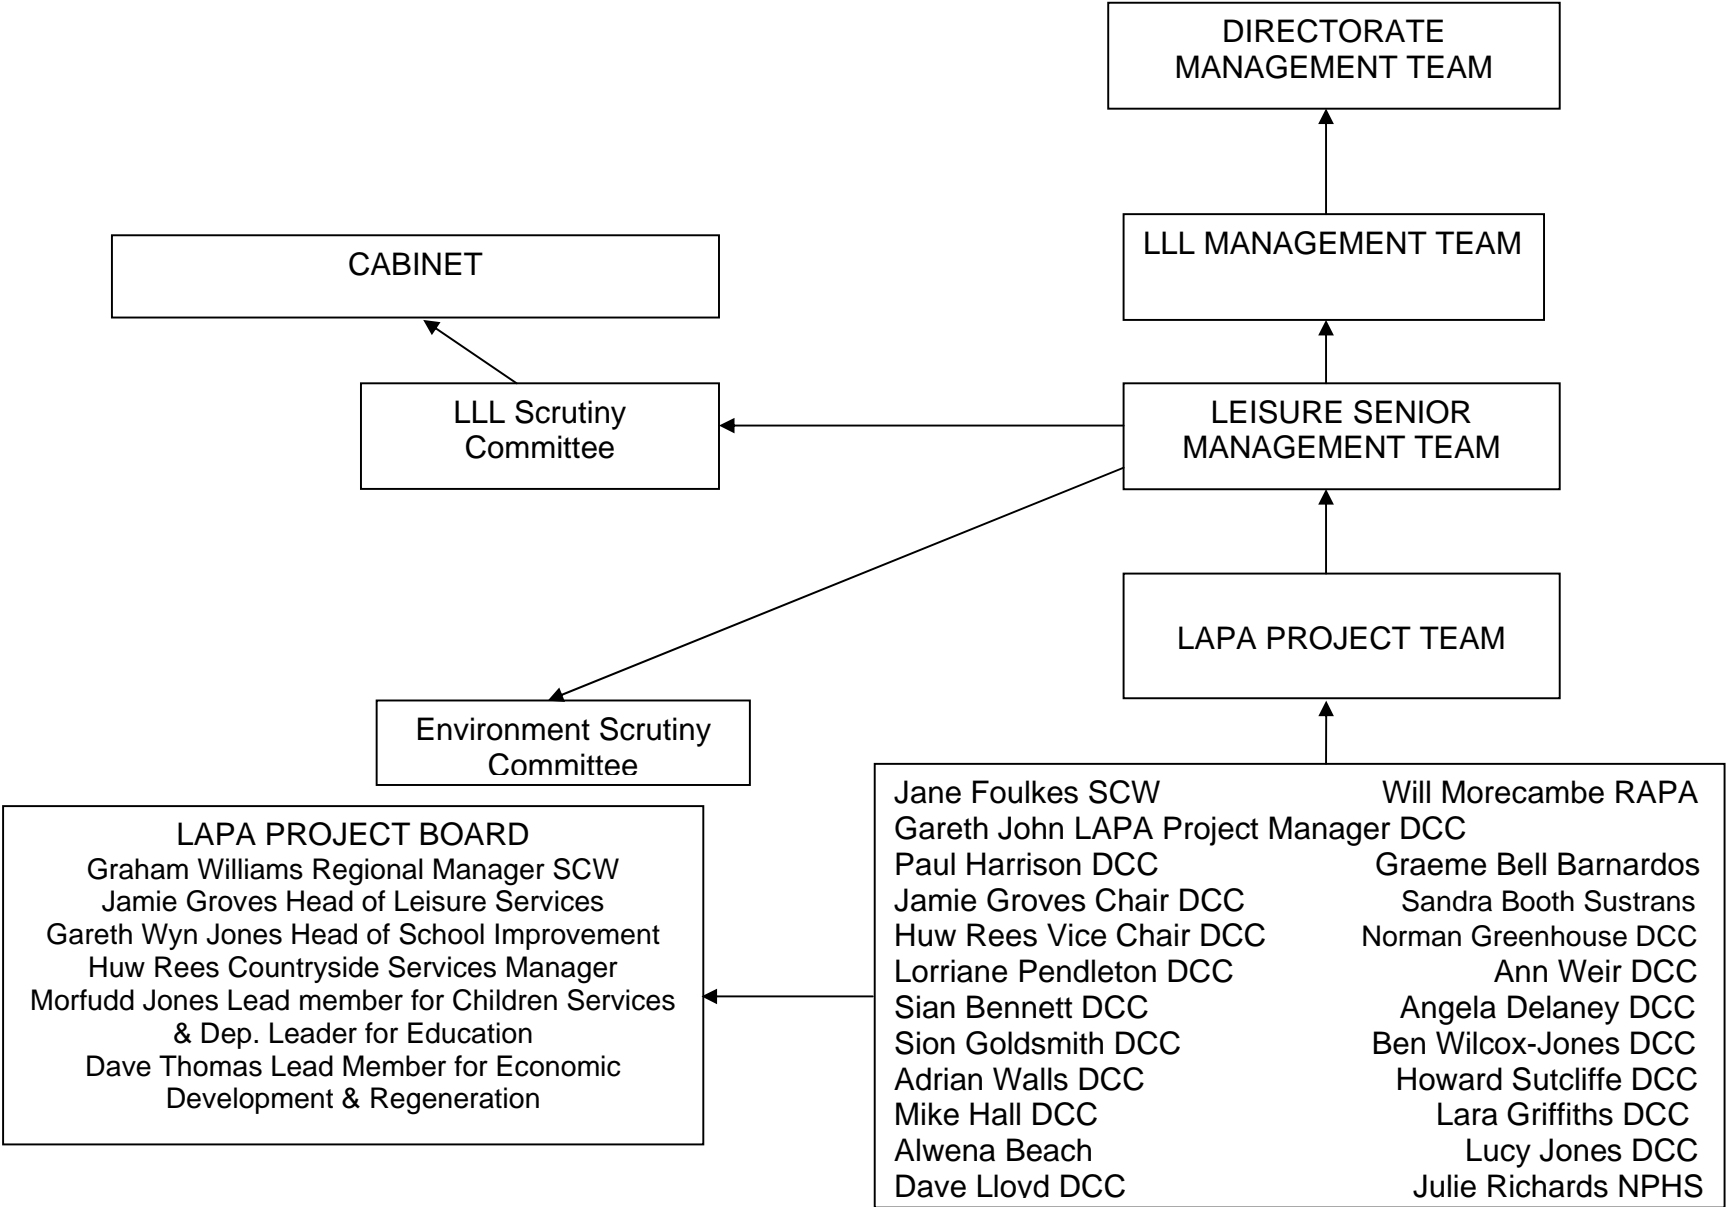 DIRECTORATE
MANAGEMENT TEAM
LLL MANAGEMENT TEAM
CABINET
LLL Scrutiny
Committee
LEISURE SENIOR
MANAGEMENT TEAM
LAPA PROJECT TEAM
Environment Scrutiny
Committee
LAPA PROJECT BOARD
Graham Williams Regional Manager SCW
Jamie Groves Head of Leisure Services
Gareth Wyn Jones Head of School Improvement
Huw Rees Countryside Services Manager
Morfudd Jones Lead member for Children Services
& Dep. Leader for Education
Dave Thomas Lead Member for Economic
Development & Regeneration
Jane Foulkes SCW Will Morecambe RAPA
Gareth John LAPA Project Manager DCC
Paul Harrison DCC Graeme Bell Barnardos
Jamie Groves Chair DCC Sandra Booth Sustrans
Huw Rees Vice Chair DCC Norman Greenhouse DCC
Lorriane Pendleton DCC Ann Weir DCC
Sian Bennett DCC Angela Delaney DCC
Sion Goldsmith DCC Ben Wilcox-Jones DCC
Adrian Walls DCC Howard Sutcliffe DCC
Mike Hall DCC Lara Griffiths DCC
Alwena Beach Lucy Jones DCC
Dave Lloyd DCC Julie Richards NPHS